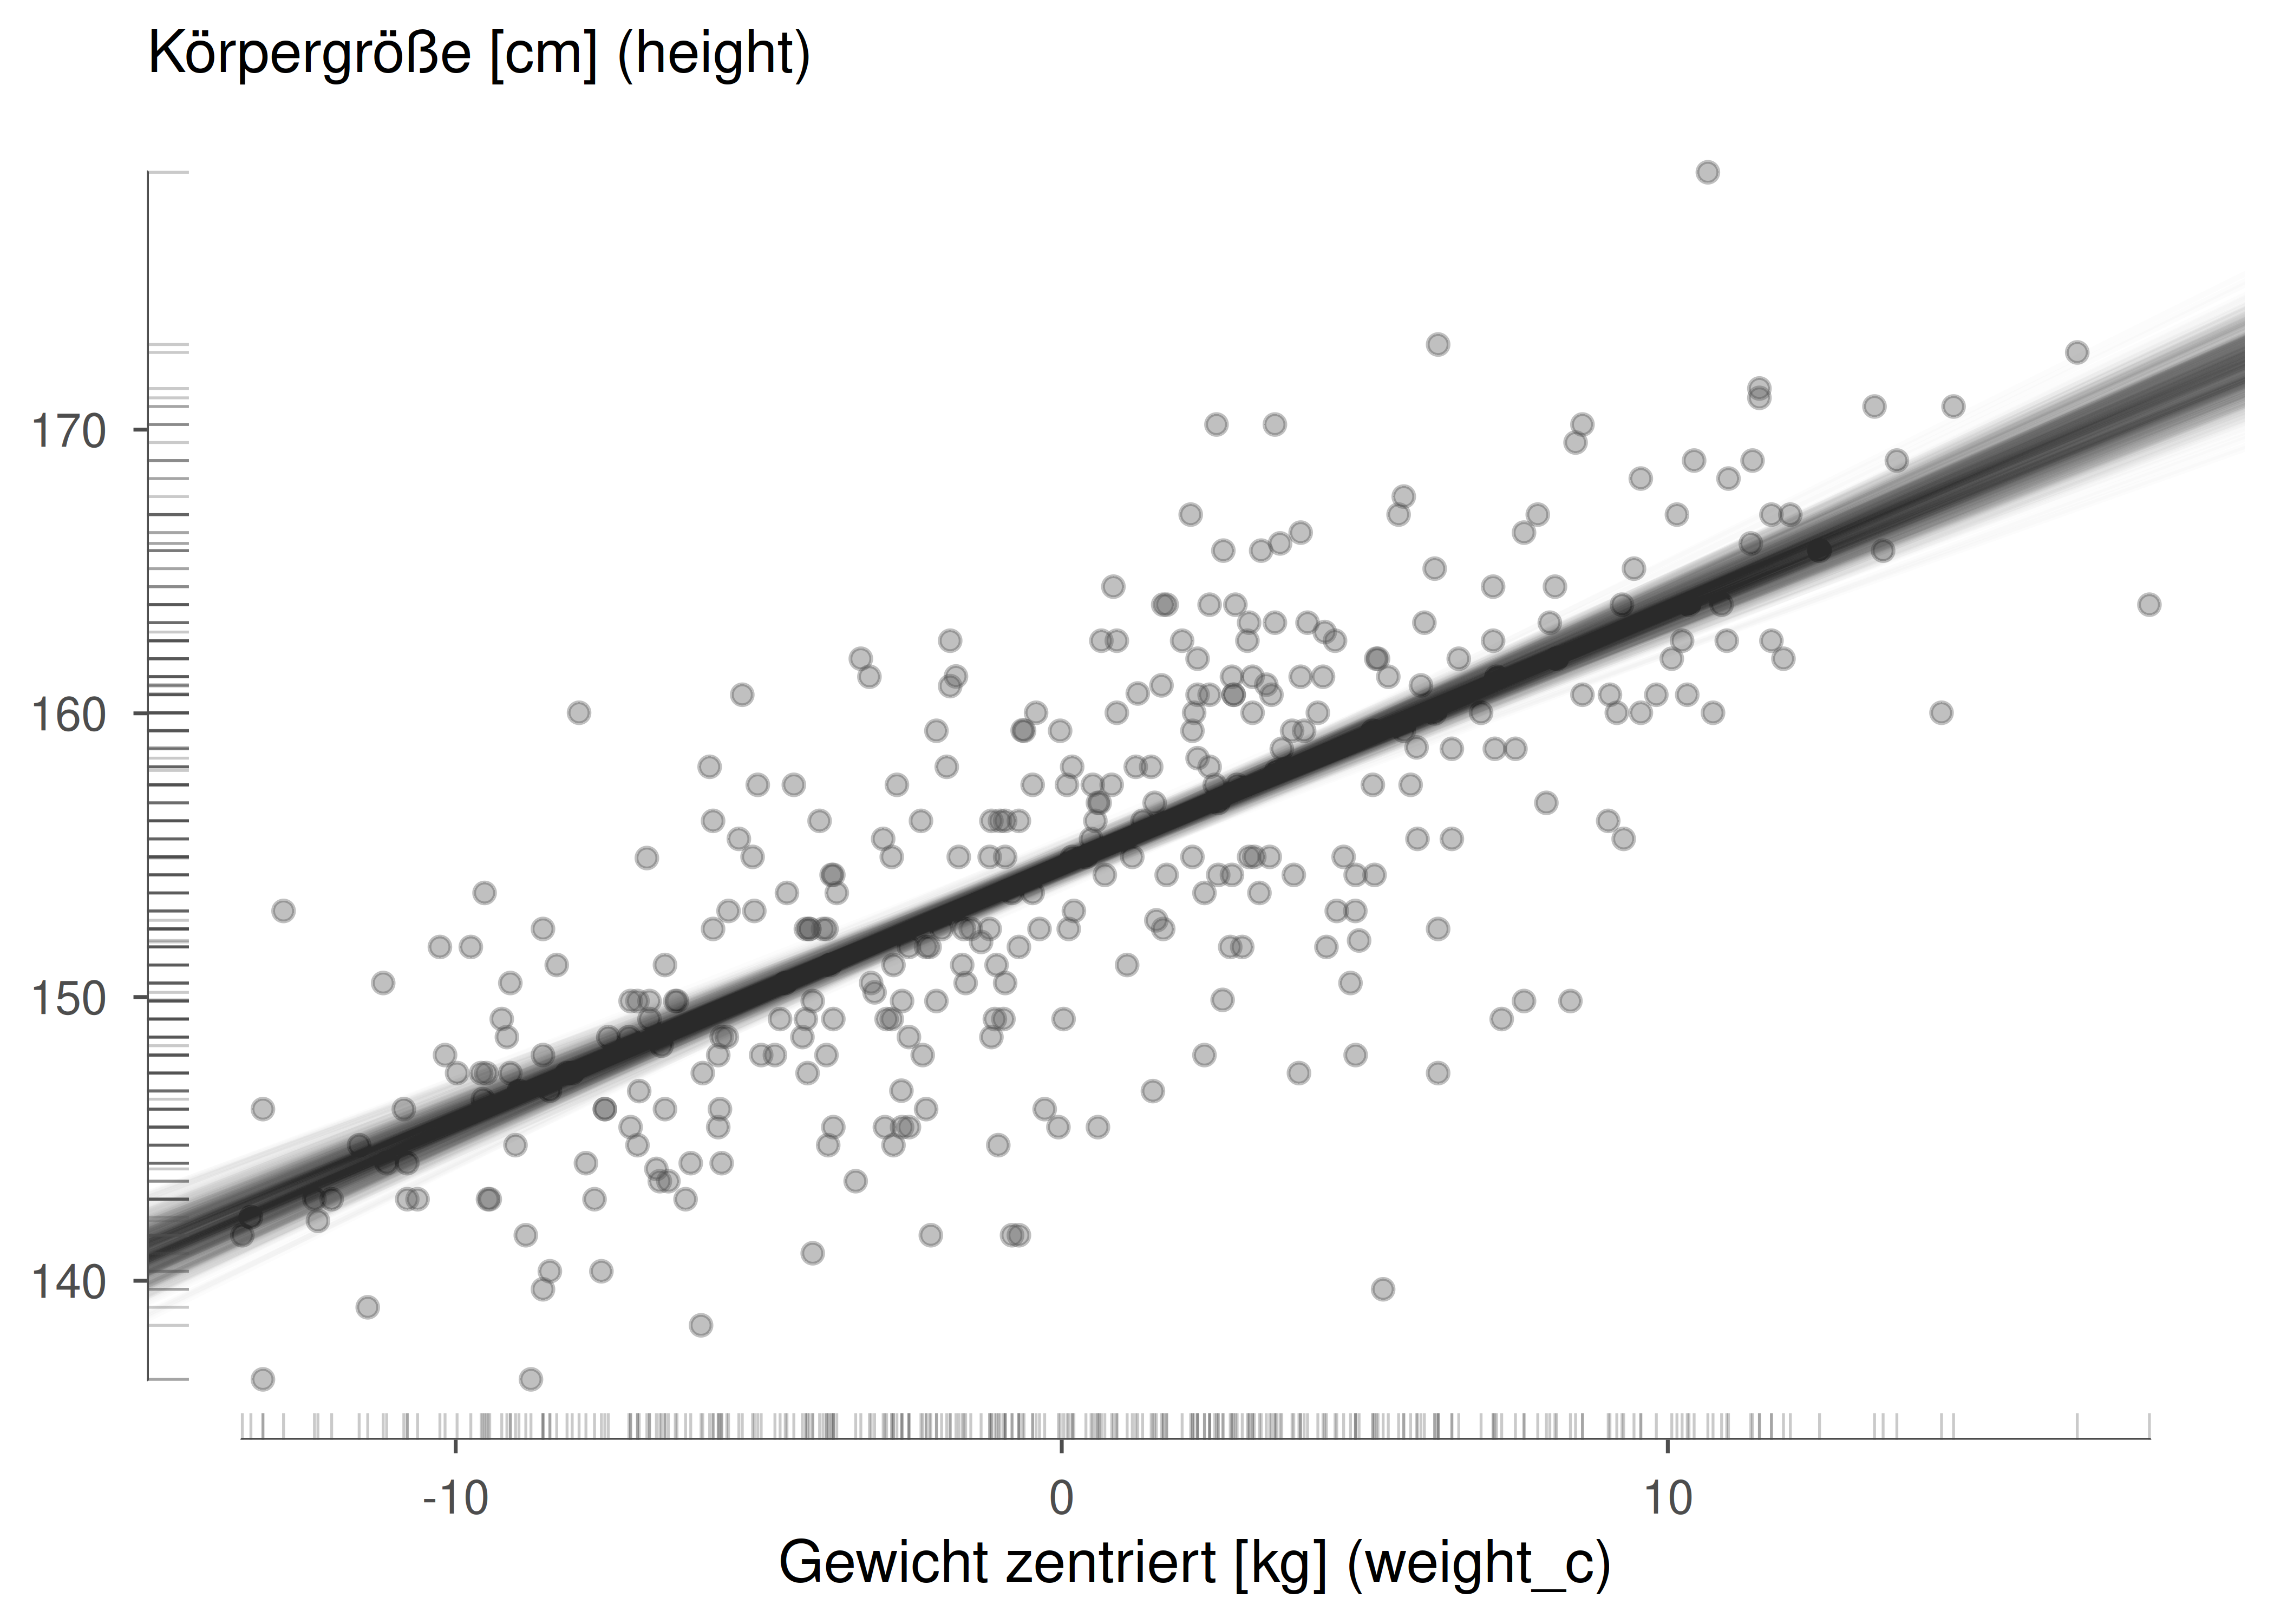 Körpergröße [cm] (height)
170
160
150
140
-10 0 10
Gewicht zentriert [kg] (weight_c)